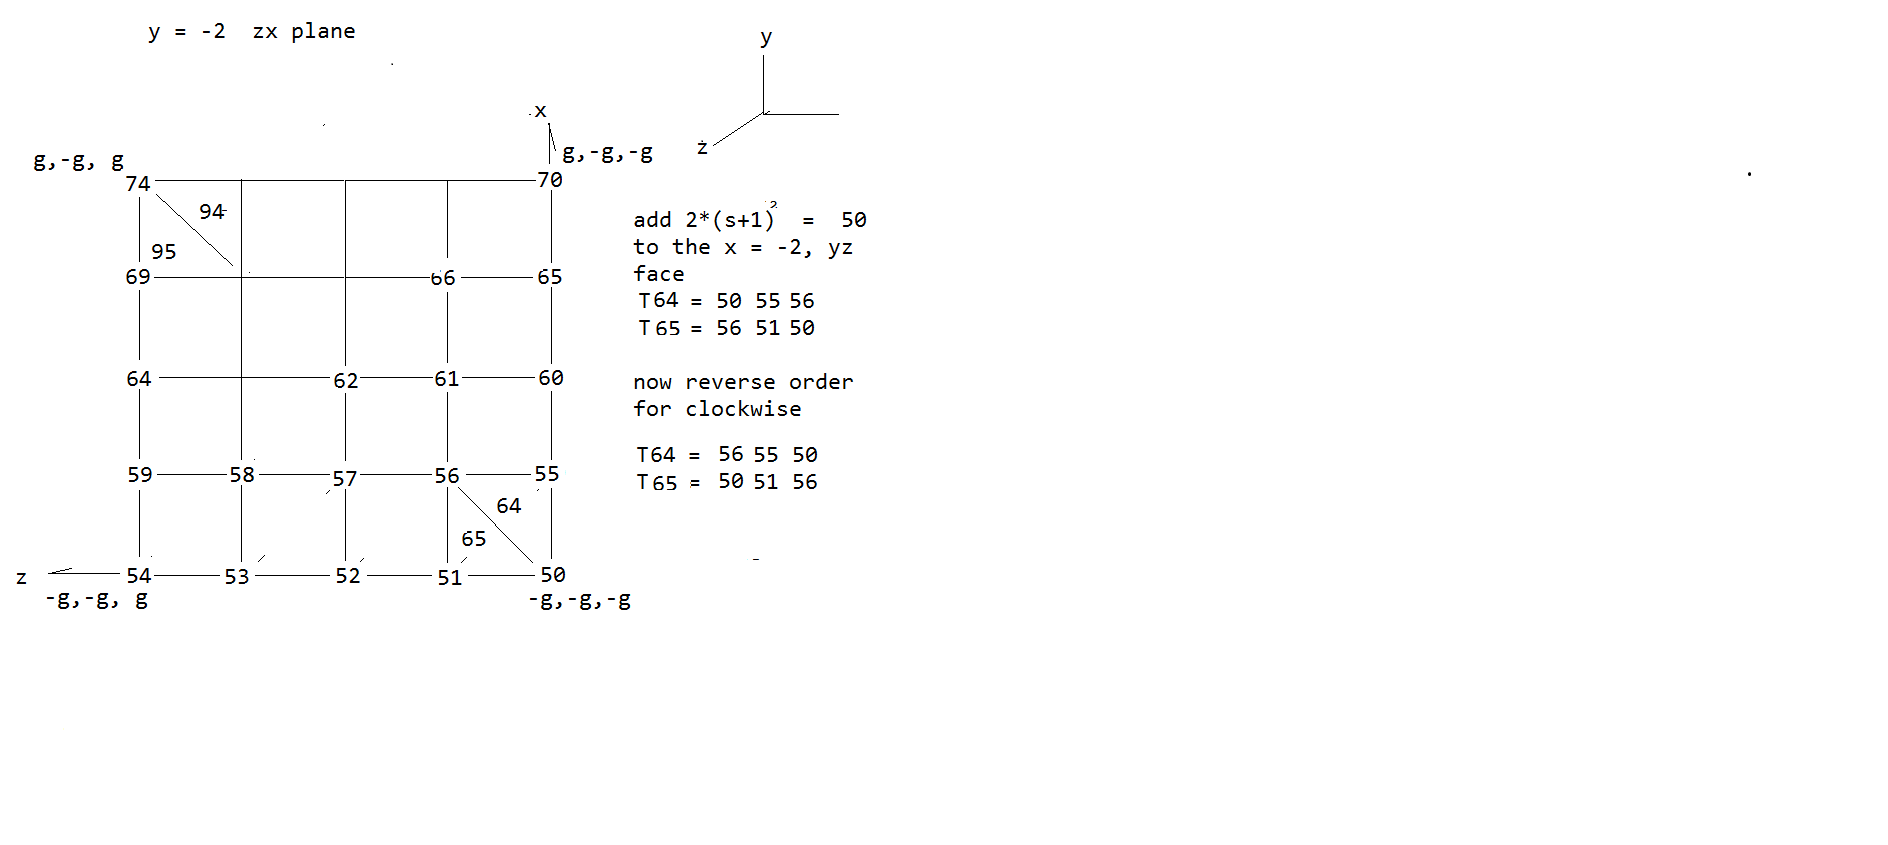 y = -2 zx plane
y
x
g,-g,-g
z
g,-g, g
74
70
94
95
69
66
65
64
62
61
60
59
58
57
56
55
64
65
z
54
53
52
51
50
-g,-g, g
-g,-g,-g
add 2*(s+1)² = 50
to the x = -2, yz
face
T64 = 50 55 56
T65 = 56 51 50
now reverse order
for clockwise
T64 = 56 55 50
T65 = 50 51 56